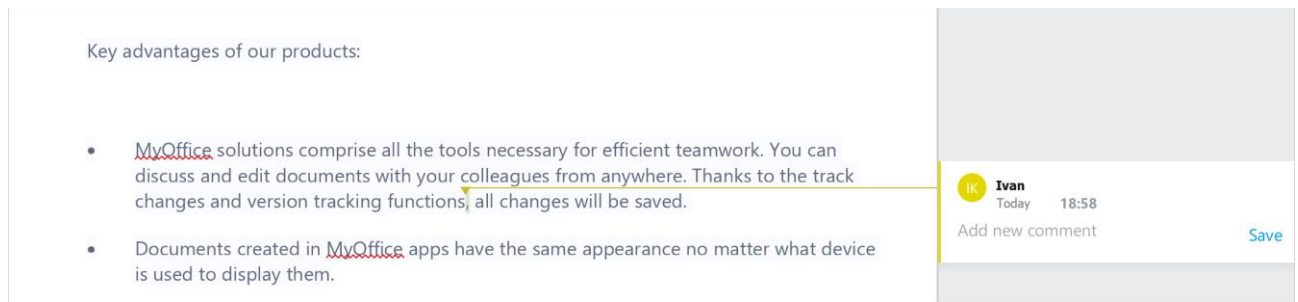 Key advantages of our products:
• MyOffice solutions comprise all the tools necessary for efficient teamwork. You can
discuss and edit documents with your colleagues from anywhere. Thanks to the track
changes and version tracking functions, all changes will be saved.
• Documents created in MyOffice apps have the same appearance no matter what device
is used to display them.
IK Ivan
Today 18:58
Add new comment
Save